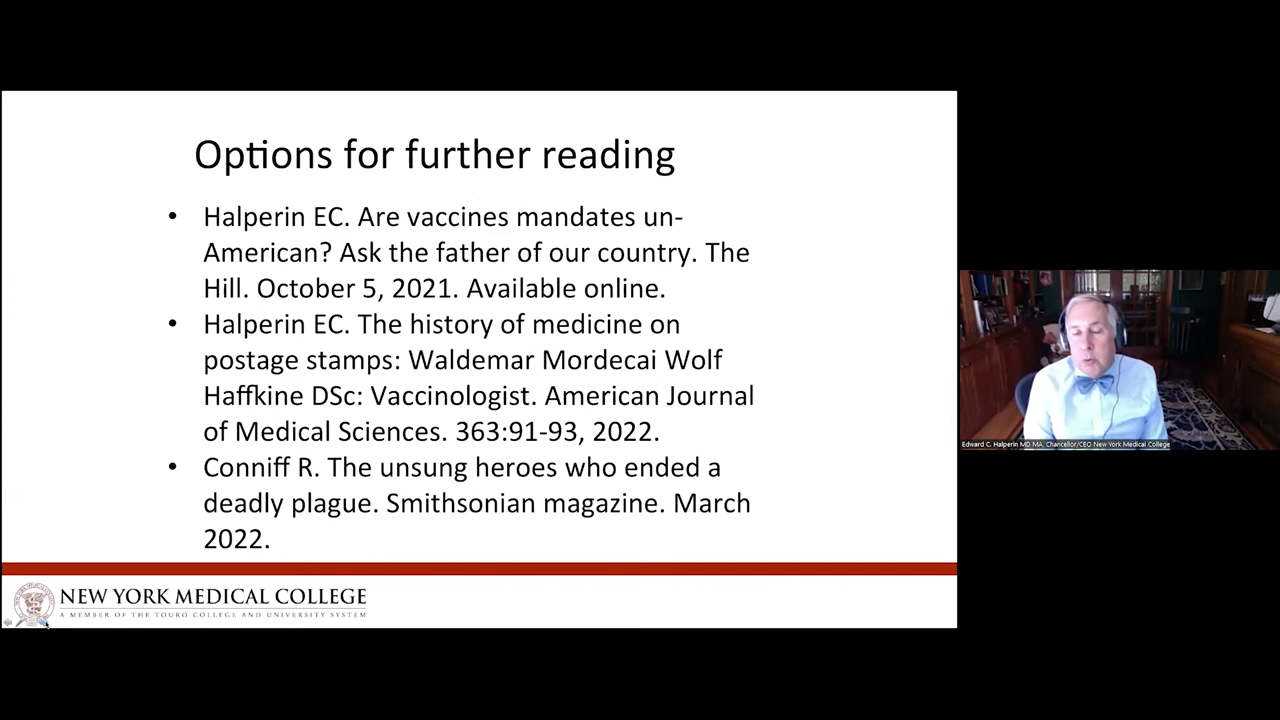 Options for further reading
• Halperin EC. Are vaccines mandates un-
American? Ask the father of our country. The
Hill. October 5, 2021. Available online.
• Halperin EC. The history of medicine on
postage stamps: Waldemar Mordecai Wolf
Haffkine DSc: Vaccinologist. American Journal
of Medical Sciences. 363:91-93, 2022.
• Conniff R. The unsung heroes who ended a
deadly plague. Smithsonian magazine. March
2022.
NEW YORK MEDICAL COLLEGE
A MEMBER OF THE TOURO COLLEGE AND UNIVERSITY SYSTEM
Edward C. Halperin MD MA, Chancellor/CEO New York Medical College